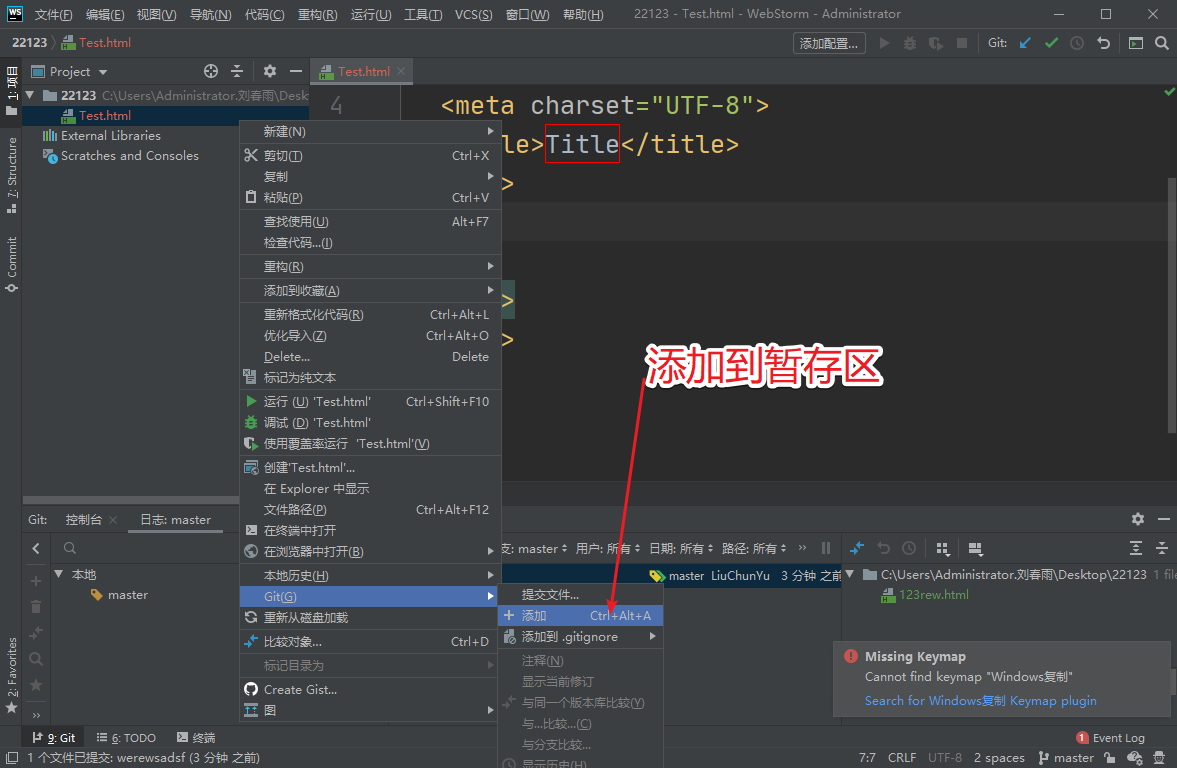 WS 文件(F) 编辑(E) 视图(V) 导航(N) 代码(C) 重构(R) 运行(U) 工具(T) VCS(S) 窗口(W) 帮助(H) 22123 - Test.html - WebStorm - Administrator
22123 Test.html 添加配置... Git:
1: 项目
7: Structure
Commit
2: Favorites
Project
22123 C:\Users\Administrator.刘春雨\Desk
Test.html
External Libraries
Scratches and Consoles
Test.html
4 <meta charset="UTF-8">
le>Title</title>
>
>
>
新建(N)
剪切(T) Ctrl+X
复制
粘贴(P) Ctrl+V
查找使用(U) Alt+F7
检查代码...(I)
重构(R)
添加到收藏(A)
重新格式化代码(R) Ctrl+Alt+L
优化导入(Z) Ctrl+Alt+O
Delete... Delete
标记为纯文本
运行 (U) 'Test.html' Ctrl+Shift+F10
调试 (D) 'Test.html'
使用覆盖率运行 'Test.html'(V)
创建'Test.html'...
在 Explorer 中显示
文件路径(P) Ctrl+Alt+F12
在终端中打开
在浏览器中打开(B)
本地历史(H)
Git(G)
重新从磁盘加载
比较对象... Ctrl+D
标记目录为
Create Gist...
图
添加到暂存区
提交文件...
添加 Ctrl+Alt+A
添加到 .gitignore
注释(N)
显示当前修订
与同一个版本库比较(Y)
与...比较...(C)
与分支比较...
显示历史(H)
Git: 控制台 日志: master
本地
master
支: master 用户: 所有 日期: 所有 路径: 所有 »
master LiuChunYu 3 分钟 之前
C:\Users\Administrator.刘春雨\Desktop\22123 1 file
123rew.html
Missing Keymap
Cannot find keymap "Windows复制"
Search for Windows复制 Keymap plugin
»
9: Git 6: TODO 终端 1 Event Log
1 个文件已提交: werewsadsf (3 分钟 之前) 7:7 CRLF UTF-8 2 spaces master